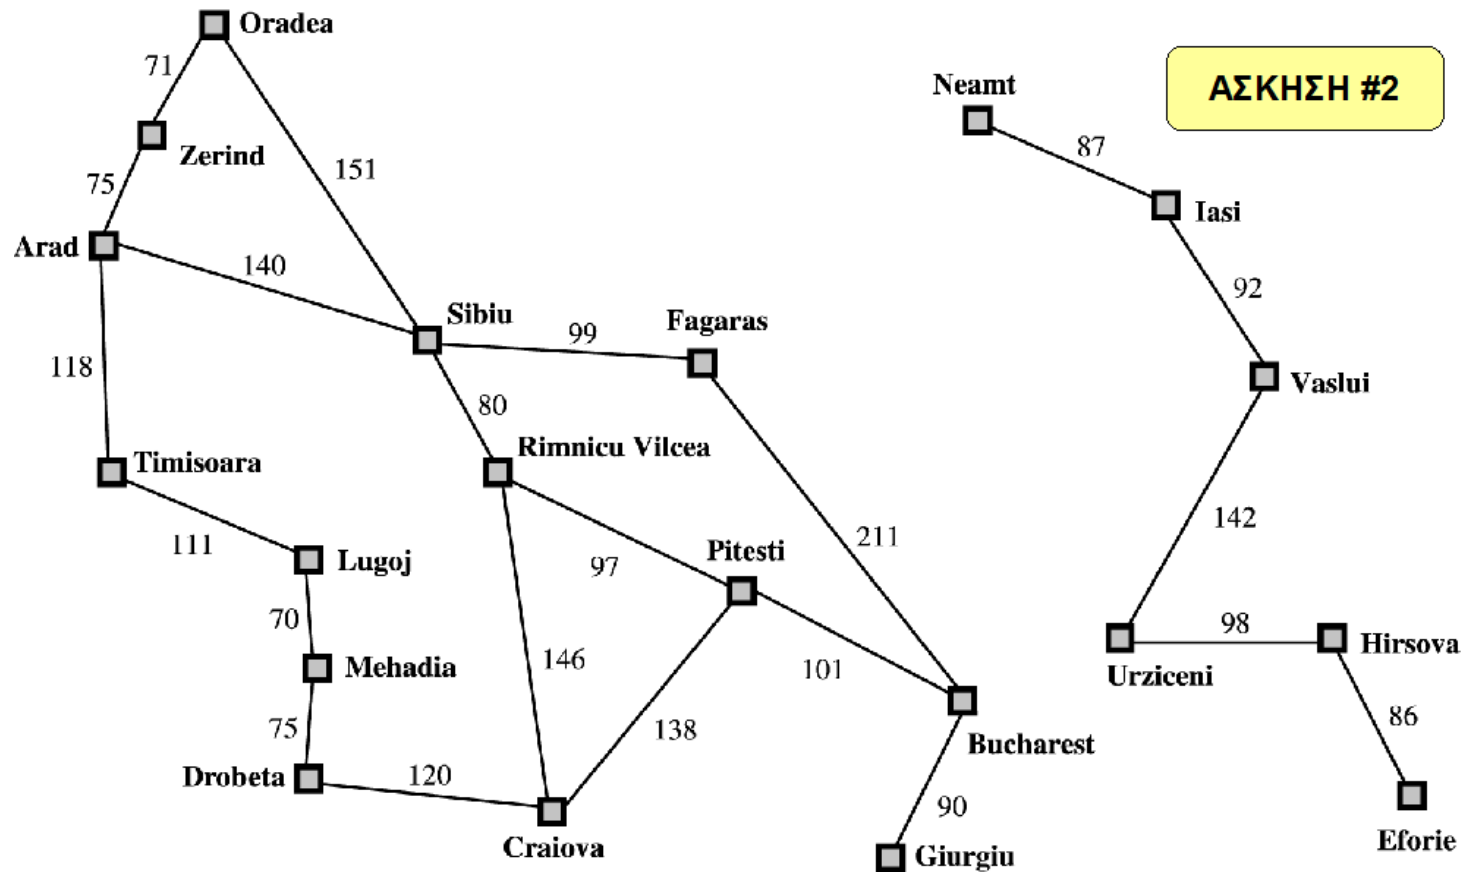 Oradea
71
Neamt
ΑΣΚΗΣΗ #2
87
Zerind
151
75
Iasi
Arad
140
92
Sibiu
Fagaras
99
118
Vaslui
80
Rimnicu Vilcea
Timisoara
142
211
111
Pitesti
Lugoj
97
70
98
Hirsova
146
Mehadia
101
Urziceni
86
75
138
Bucharest
Drobeta
120
90
Eforie
Craiova
Giurgiu